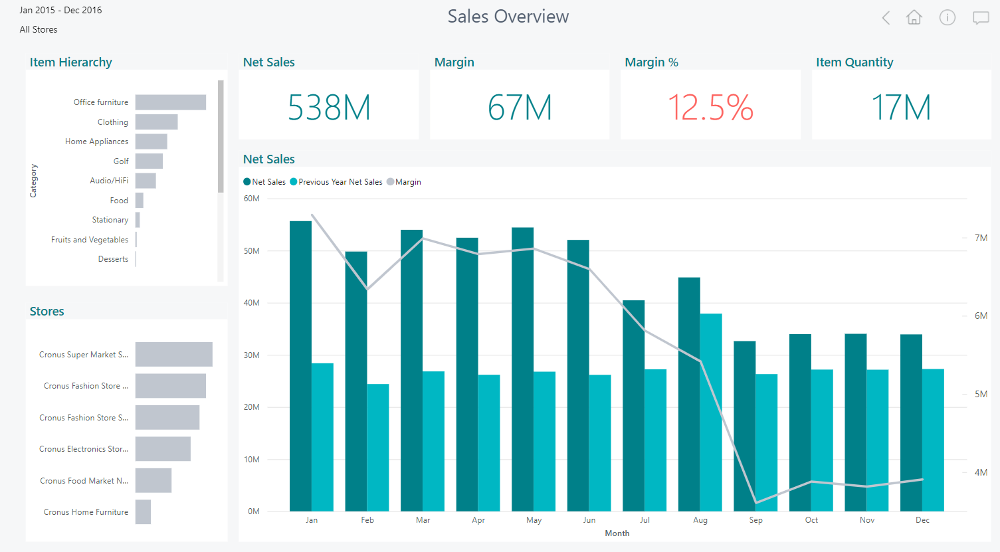 Jan 2015 - Dec 2016
All Stores
Sales Overview
Item Hierarchy
Category
Office furniture
Clothing
Home Appliances
Golf
Audio/HiFi
Food
Stationary
Fruits and Vegetables
Desserts
Stores
Cronus Super Market S...
Cronus Fashion Store ...
Cronus Fashion Store S...
Cronus Electronics Stor...
Cronus Food Market N...
Cronus Home Furniture
Net Sales
538M
Margin
67M
Margin %
12.5%
Item Quantity
17M
Net Sales
Net Sales Previous Year Net Sales Margin
60M
50M
40M
30M
20M
10M
0M
7M
6M
5M
4M
Jan Feb Mar Apr May Jun Jul Aug Sep Oct Nov Dec
Month